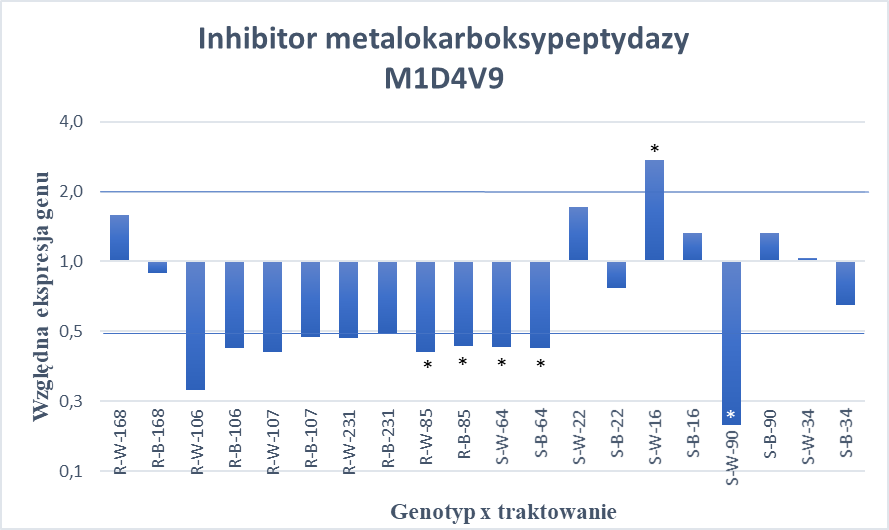 Inhibitor metalokarboksypeptydazy
M1D4V9
Względna ekspresja genu
4,0
2,0
1,0
0,5
0,3
0,1
*
*
*
*
*
*
R-W-168
R-B-168
R-W-106
R-B-106
R-W-107
R-B-107
R-W-231
R-B-231
R-W-85
R-B-85
S-W-64
S-B-64
S-W-22
S-B-22
S-W-16
S-B-16
S-W-90
S-B-90
S-W-34
S-B-34
Genotyp x traktowanie